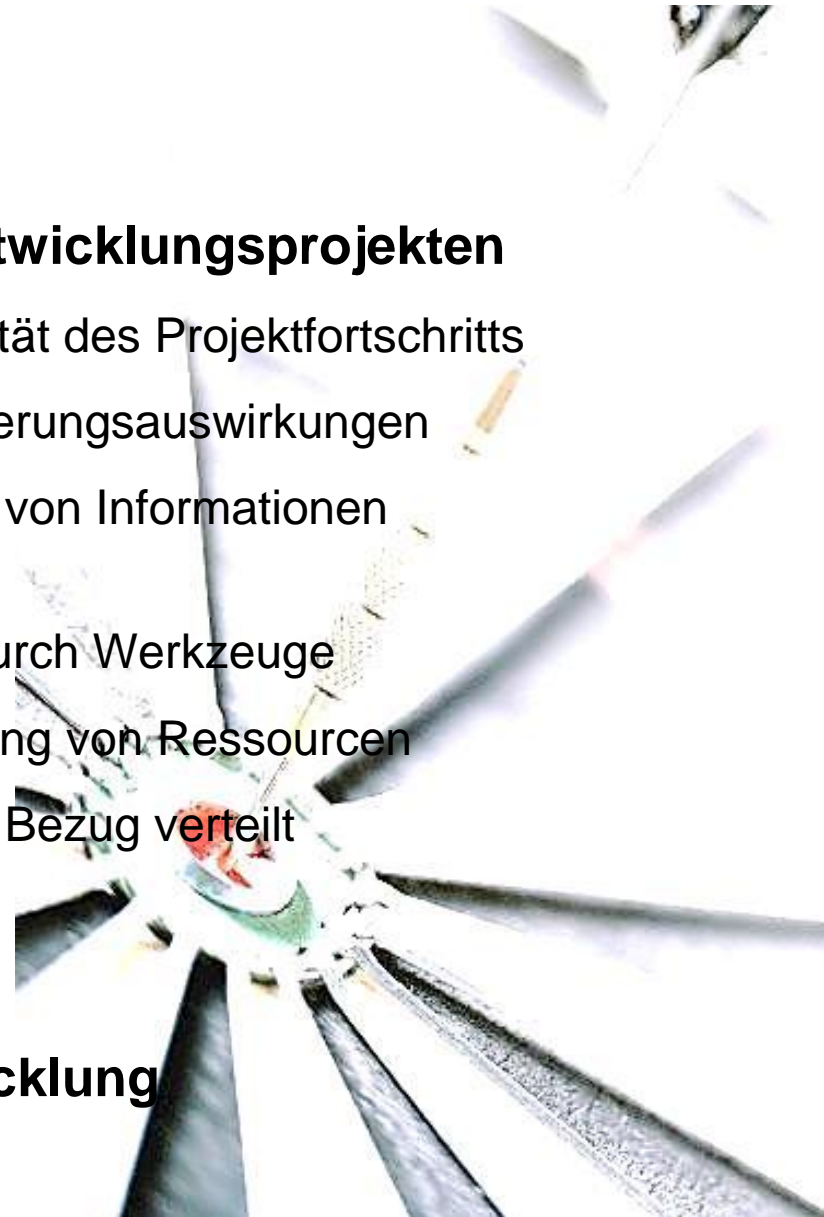 twicklungsprojekten
tät des Projektfortschritts
erungsauswirkungen
von Informationen
urch Werkzeuge
ng von Ressourcen
Bezug verteilt
cklung